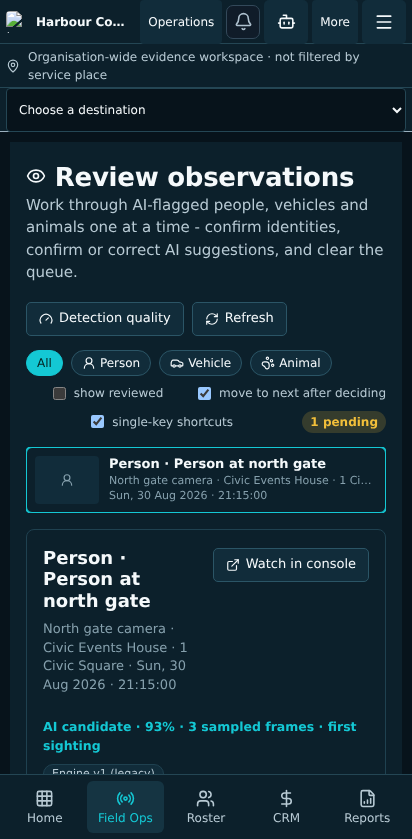 Harbour Co...
Operations
More
Organisation-wide evidence workspace · not filtered by
service place
Choose a destination
Review observations
Work through AI-flagged people, vehicles and
animals one at a time - confirm identities,
confirm or correct AI suggestions, and clear the
queue.
Detection quality
Refresh
All
Person
Vehicle
Animal
show reviewed
move to next after deciding
single-key shortcuts
1 pending
Person · Person at north gate
North gate camera · Civic Events House · 1 Ci...
Sun, 30 Aug 2026 · 21:15:00
Person ·
Person at
north gate
Watch in console
North gate camera ·
Civic Events House · 1
Civic Square · Sun, 30
Aug 2026 · 21:15:00
AI candidate · 93% · 3 sampled frames · first
sighting
Engine v1 (legacy)
Home
Field Ops
Roster
CRM
Reports